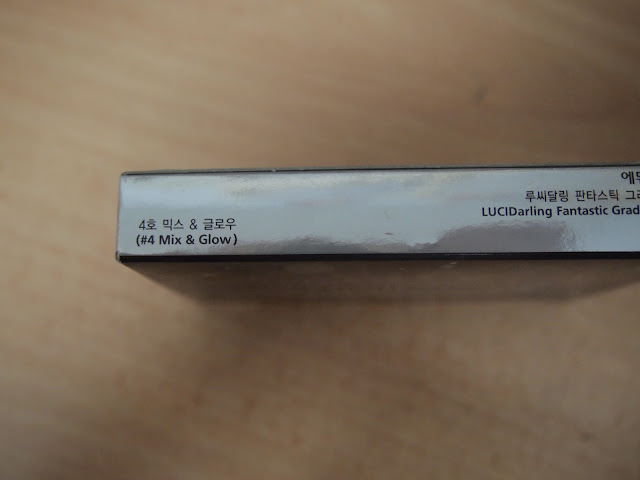 루씨달링 판타스틱
LUCIDarling Fantastic Grad
4호 믹스 & 글로우
(#4 Mix & Glow)